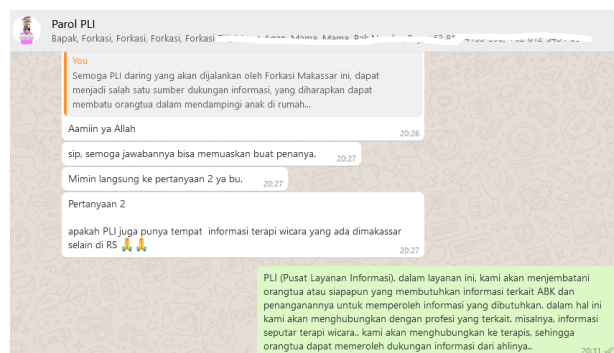 Parol PLI
Bapak, Forkasi, Forkasi, Forkasi, Forkasi
You
Semoga PLI daring yang akan dijalankan oleh Forkasi Makassar ini, dapat
menjadi salah satu sumber dukungan informasi, yang diharapkan dapat
membatu orangtua dalam mendampingi anak di rumah...
Aamiin ya Allah
20:26
sip, semoga jawabannya bisa memuaskan buat penanya.
20:27
Mimin langsung ke pertanyaan 2 ya bu.
20:27
Pertanyaan 2
apakah PLI juga punya tempat informasi terapi wicara yang ada dimakassar
selain di RS 🙏🙏
20:27
PLI (Pusat Layanan Informasi). dalam layanan ini, kami akan menjembatani
orangtua atau siapapun yang membutuhkan informasi terkait ABK dan
penanganannya untuk memperoleh informasi yang dibutuhkan. dalam hal ini
kami akan menghubungkan dengan profesi yang terkait. misalnya, informasi
seputar terapi wicara.. kami akan menghubungkan ke terapis, sehingga
orangtua dapat memeroleh dukungan informasi dari ahlinya..
20:31